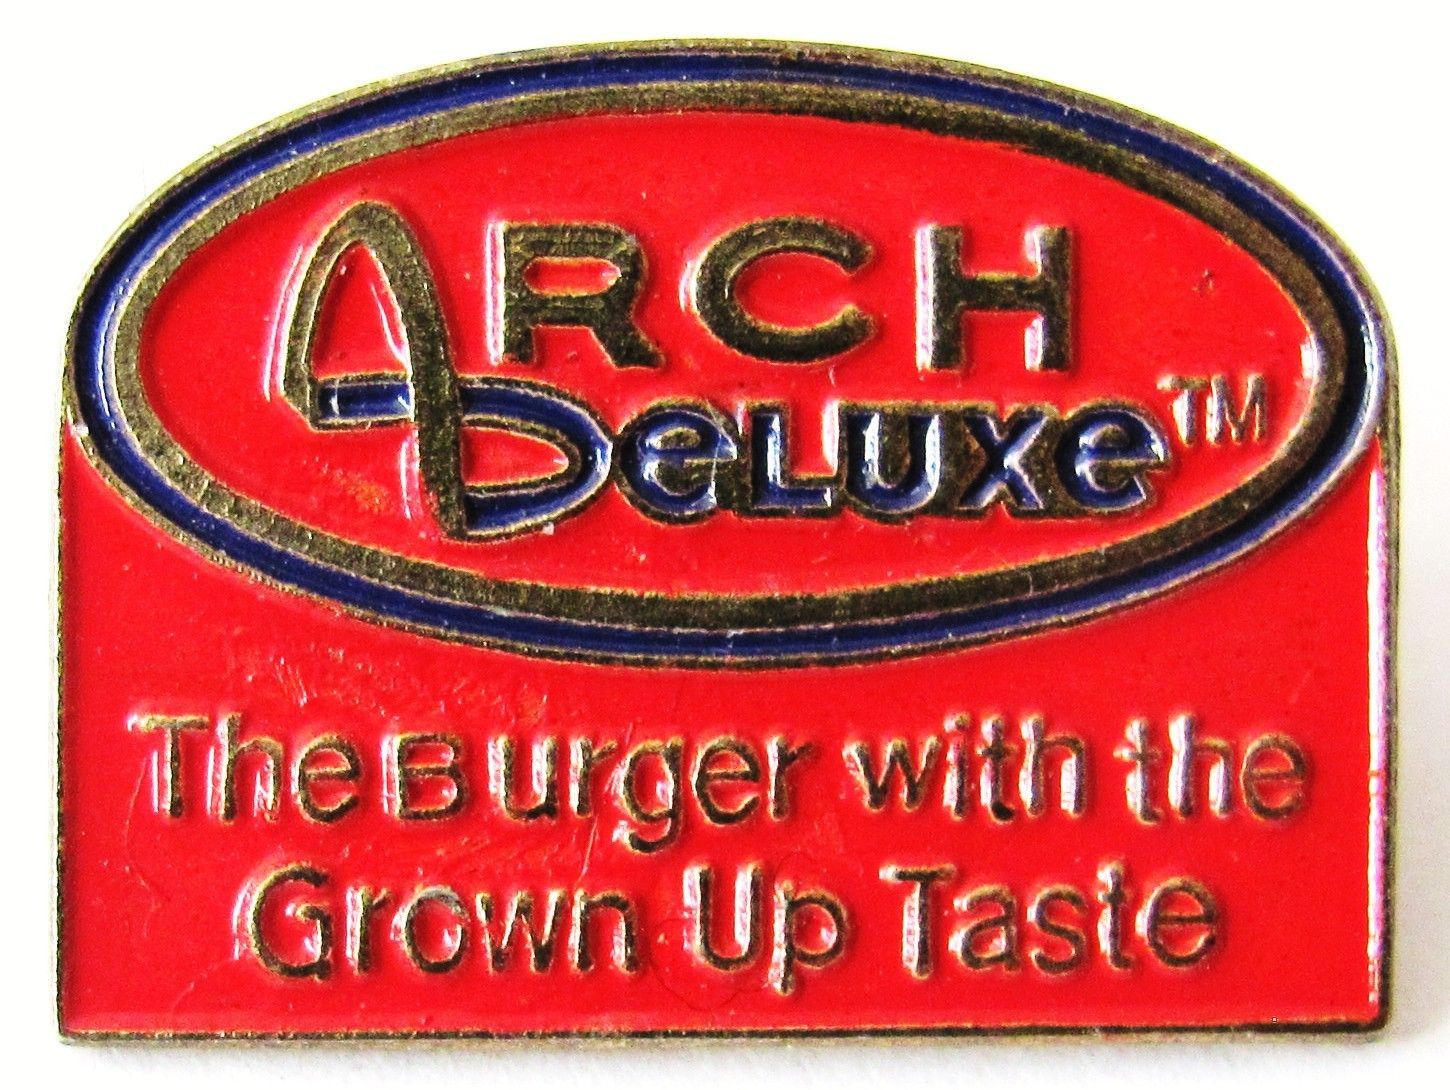 ARCH
DeLUXe™
The Burger with the
Grown Up Taste